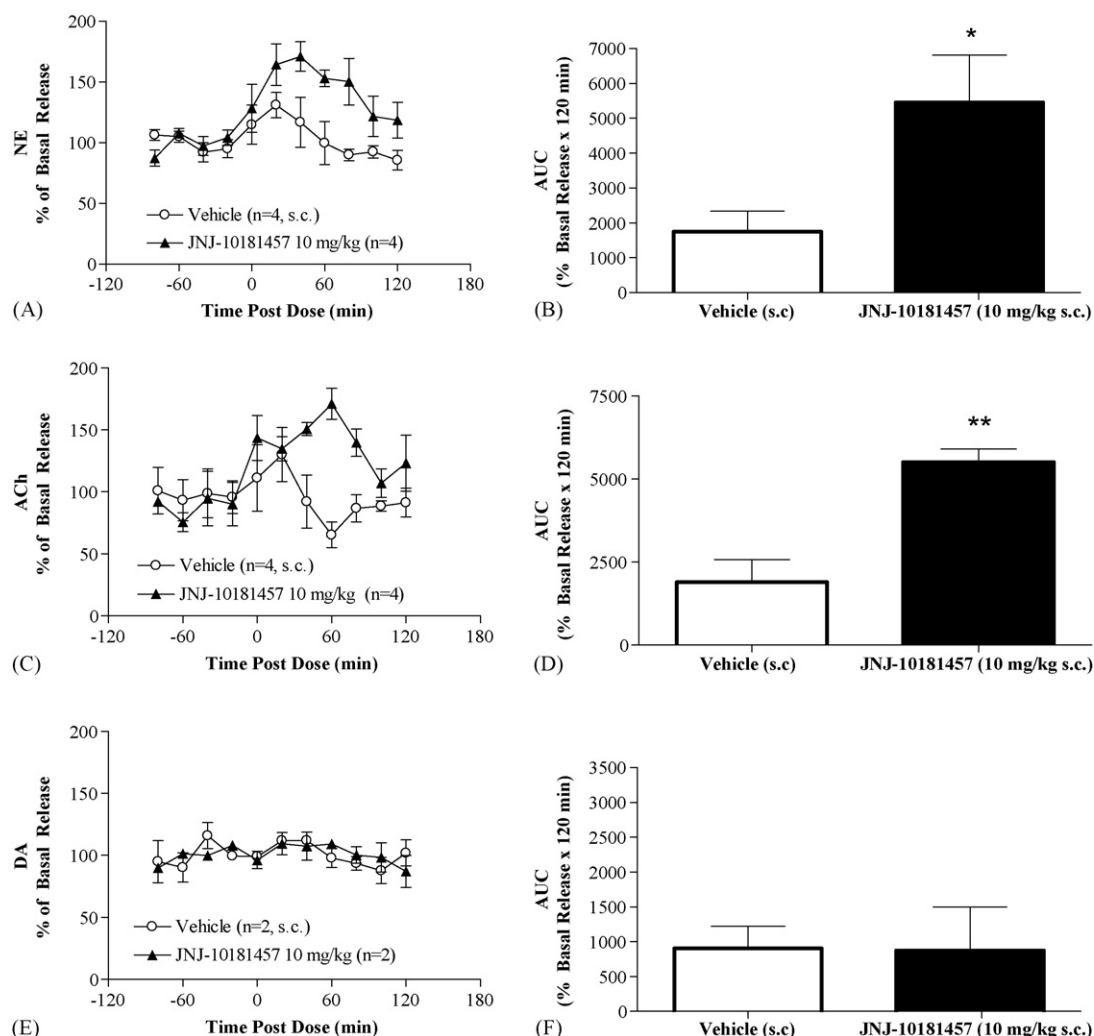 NE
% of Basal Release
200
150
100
50
0
Vehicle (n=4, s.c.)
JNJ-10181457 10 mg/kg (n=4)
-120 -60 0 60 120 180
(A) Time Post Dose (min)
*
AUC
(% Basal Release x 120 min)
7000
6000
5000
4000
3000
2000
1000
0
Vehicle (s.c) JNJ-10181457 (10 mg/kg s.c.)
(B)
ACh
% of Basal Release
200
150
100
50
0
Vehicle (n=4, s.c.)
JNJ-10181457 10 mg/kg (n=4)
-120 -60 0 60 120 180
(C) Time Post Dose (min)
**
AUC
(% Basal Release x 120 min)
7500
5000
2500
0
Vehicle (s.c) JNJ-10181457 (10 mg/kg s.c.)
(D)
DA
% of Basal Release
200
150
100
50
0
Vehicle (n=2, s.c.)
JNJ-10181457 10 mg/kg (n=2)
-120 -60 0 60 120 180
(E) Time Post Dose (min)
AUC
(% Basal Release x 120 min)
3500
3000
2500
2000
1500
1000
500
0
(F) Vehicle (s.c) JNJ-10181457 (10 mg/kg s.c.)